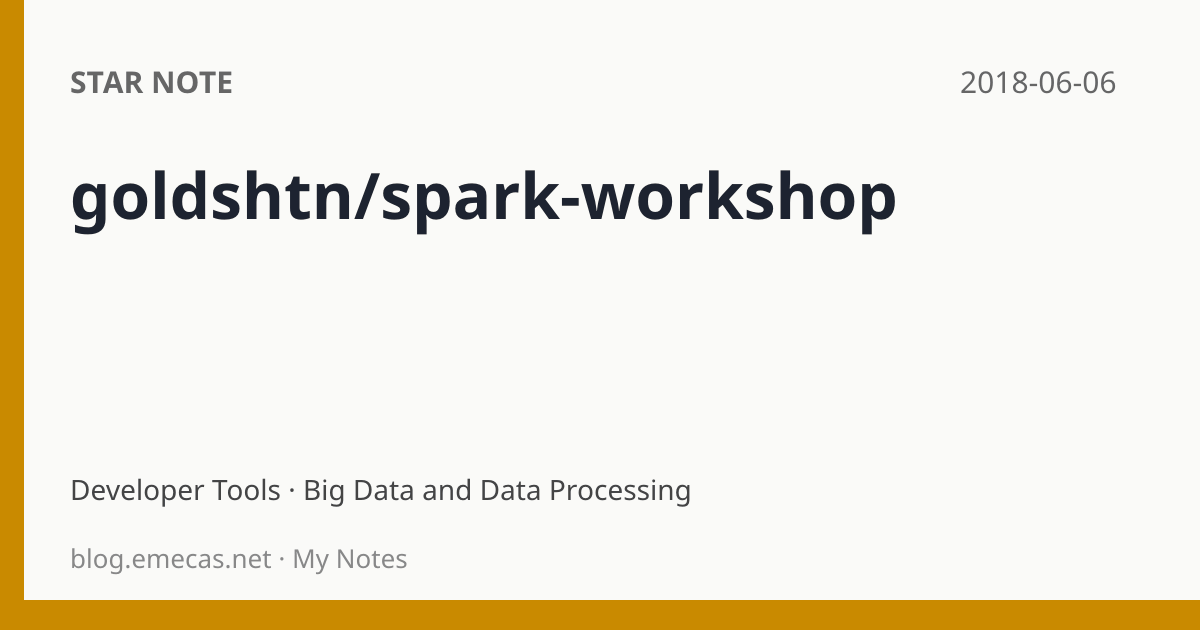 STAR NOTE
2018-06-06
goldshtn/spark-workshop
Developer Tools · Big Data and Data Processing
blog.emecas.net · My Notes